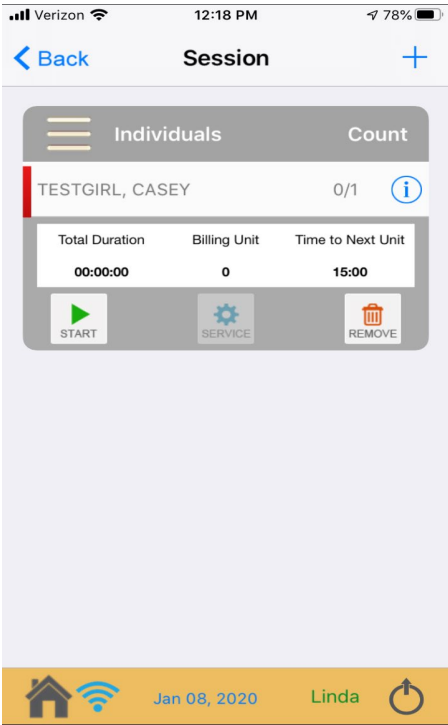 Verizon 12:18 PM 78%
Back Session
Individuals Count
TESTGIRL, CASEY 0/1 i
Total Duration Billing Unit Time to Next Unit
00:00:00 0 15:00
START SERVICE REMOVE
Jan 08, 2020 Linda